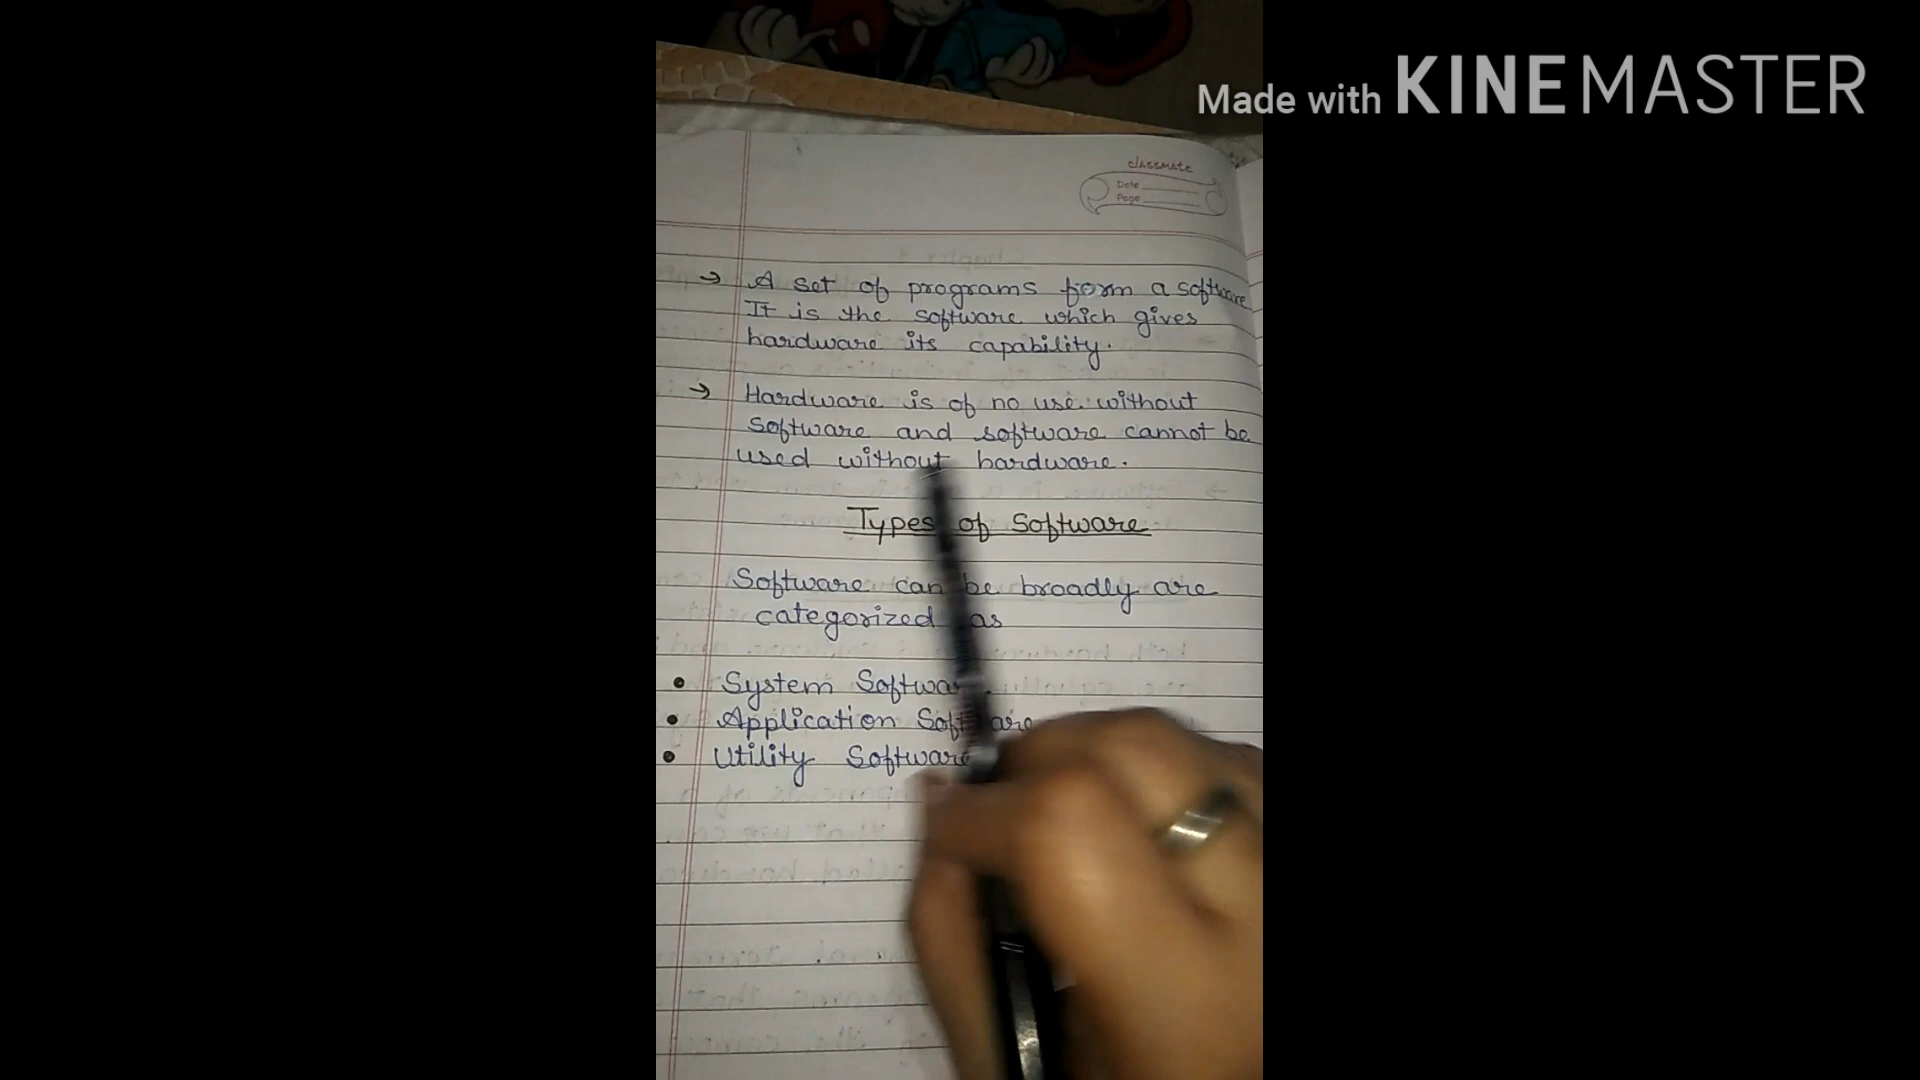 Made with KINEMASTER
classmate
Date
Page
→ A set of programs form a software
It is the software which gives
hardware its capability.
→ Hardware is of no use without
software and software cannot be
used without hardware.
Types of Software
Software can be broadly are
categorized as
• System Software
• Application Software
• Utility Software